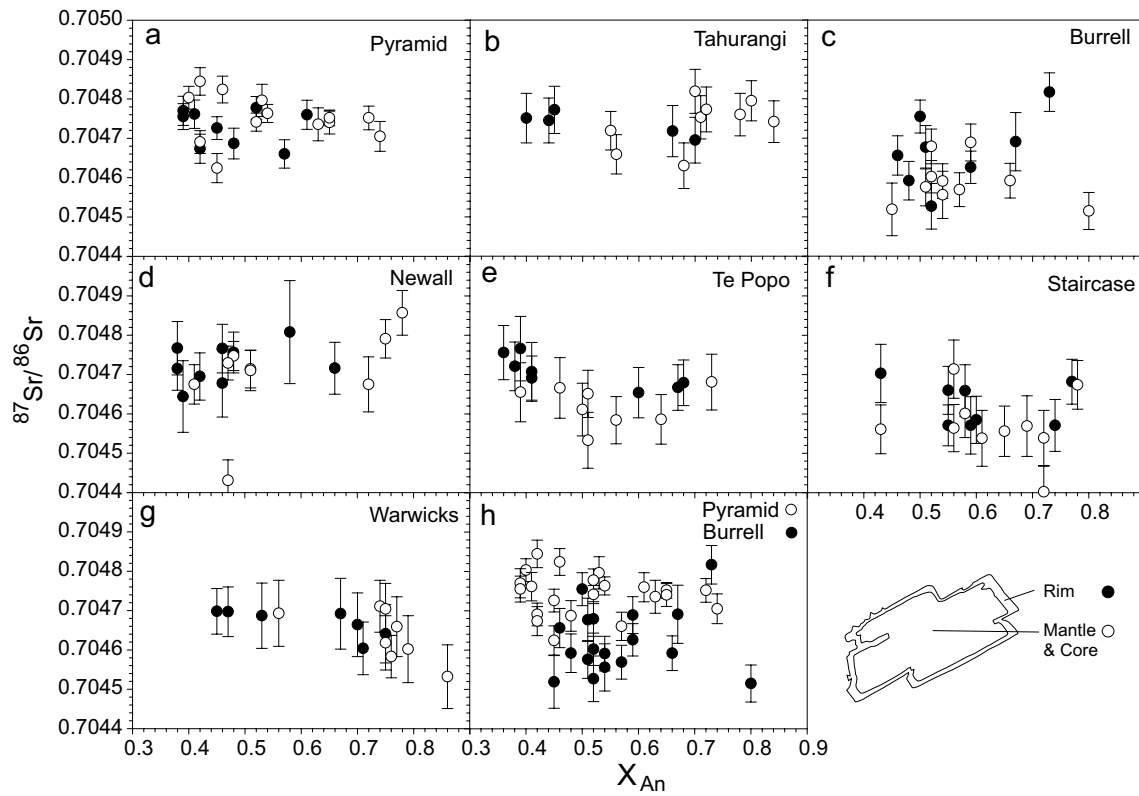 0.7050
0.7049
0.7048
0.7047
0.7046
0.7045
0.7044
a
Pyramid
b
Tahurangi
c
Burrell
0.7049
0.7048
0.7047
0.7046
0.7045
0.7044
87Sr/86Sr
d
Newall
e
Te Popo
f
Staircase
0.4 0.5 0.6 0.7 0.8
0.7049
0.7048
0.7047
0.7046
0.7045
0.7044
g
Warwicks
h
Pyramid
Burrell
Rim
Mantle
& Core
0.3 0.4 0.5 0.6 0.7 0.8 0.3 0.4 0.5 0.6 0.7 0.8 0.9
XAn